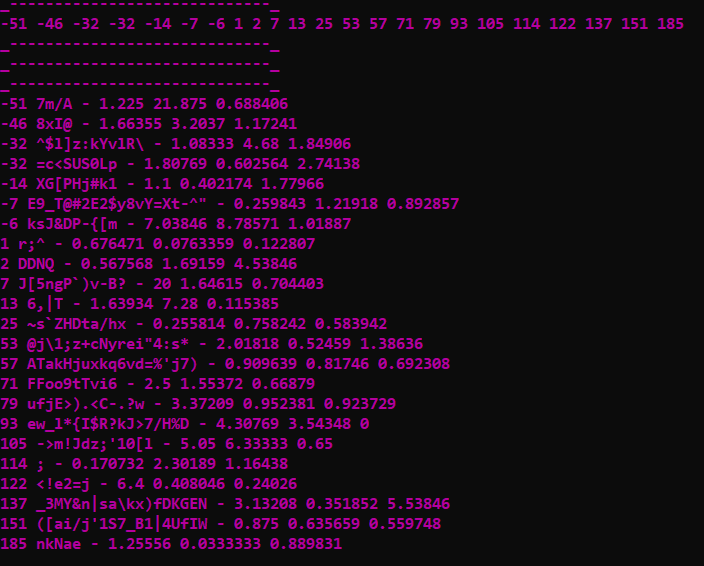 _-----------------------------_
-51 -46 -32 -32 -14 -7 -6 1 2 7 13 25 53 57 71 79 93 105 114 122 137 151 185
_-----------------------------_
_-----------------------------_
_-----------------------------_
-51 7m/A - 1.225 21.875 0.688406
-46 8xI@ - 1.66355 3.2037 1.17241
-32 ^$l]z:kYvlR\ - 1.08333 4.68 1.84906
-32 =c<SUS0Lp - 1.80769 0.602564 2.74138
-14 XG[PHj#k1 - 1.1 0.402174 1.77966
-7 E9_T@#2E2$y8vY=Xt-^" - 0.259843 1.21918 0.892857
-6 ksJ&DP-{[m - 7.03846 8.78571 1.01887
1 r;^ - 0.676471 0.0763359 0.122807
2 DDNQ - 0.567568 1.69159 4.53846
7 J[5ngP`)v-B? - 20 1.64615 0.704403
13 6,|T - 1.63934 7.28 0.115385
25 ~s`ZHDta/hx - 0.255814 0.758242 0.583942
53 @j\1;z+cNyrei"4:s* - 2.01818 0.52459 1.38636
57 ATakHjuxkq6vd=%'j7) - 0.909639 0.81746 0.692308
71 FFoo9tTvi6 - 2.5 1.55372 0.66879
79 ufjE>).<C-.?w - 3.37209 0.952381 0.923729
93 ew_l*{I$R?kJ>7/H%D - 4.30769 3.54348 0
105 ->m!Jdz;'10[l - 5.05 6.33333 0.65
114 ; - 0.170732 2.30189 1.16438
122 <!e2=j - 6.4 0.408046 0.24026
137 _3MY&n|sa\kx)fDKGEN - 3.13208 0.351852 5.53846
151 ([ai/j'1S7_B1|4UfIW - 0.875 0.635659 0.559748
185 nkNae - 1.25556 0.0333333 0.889831